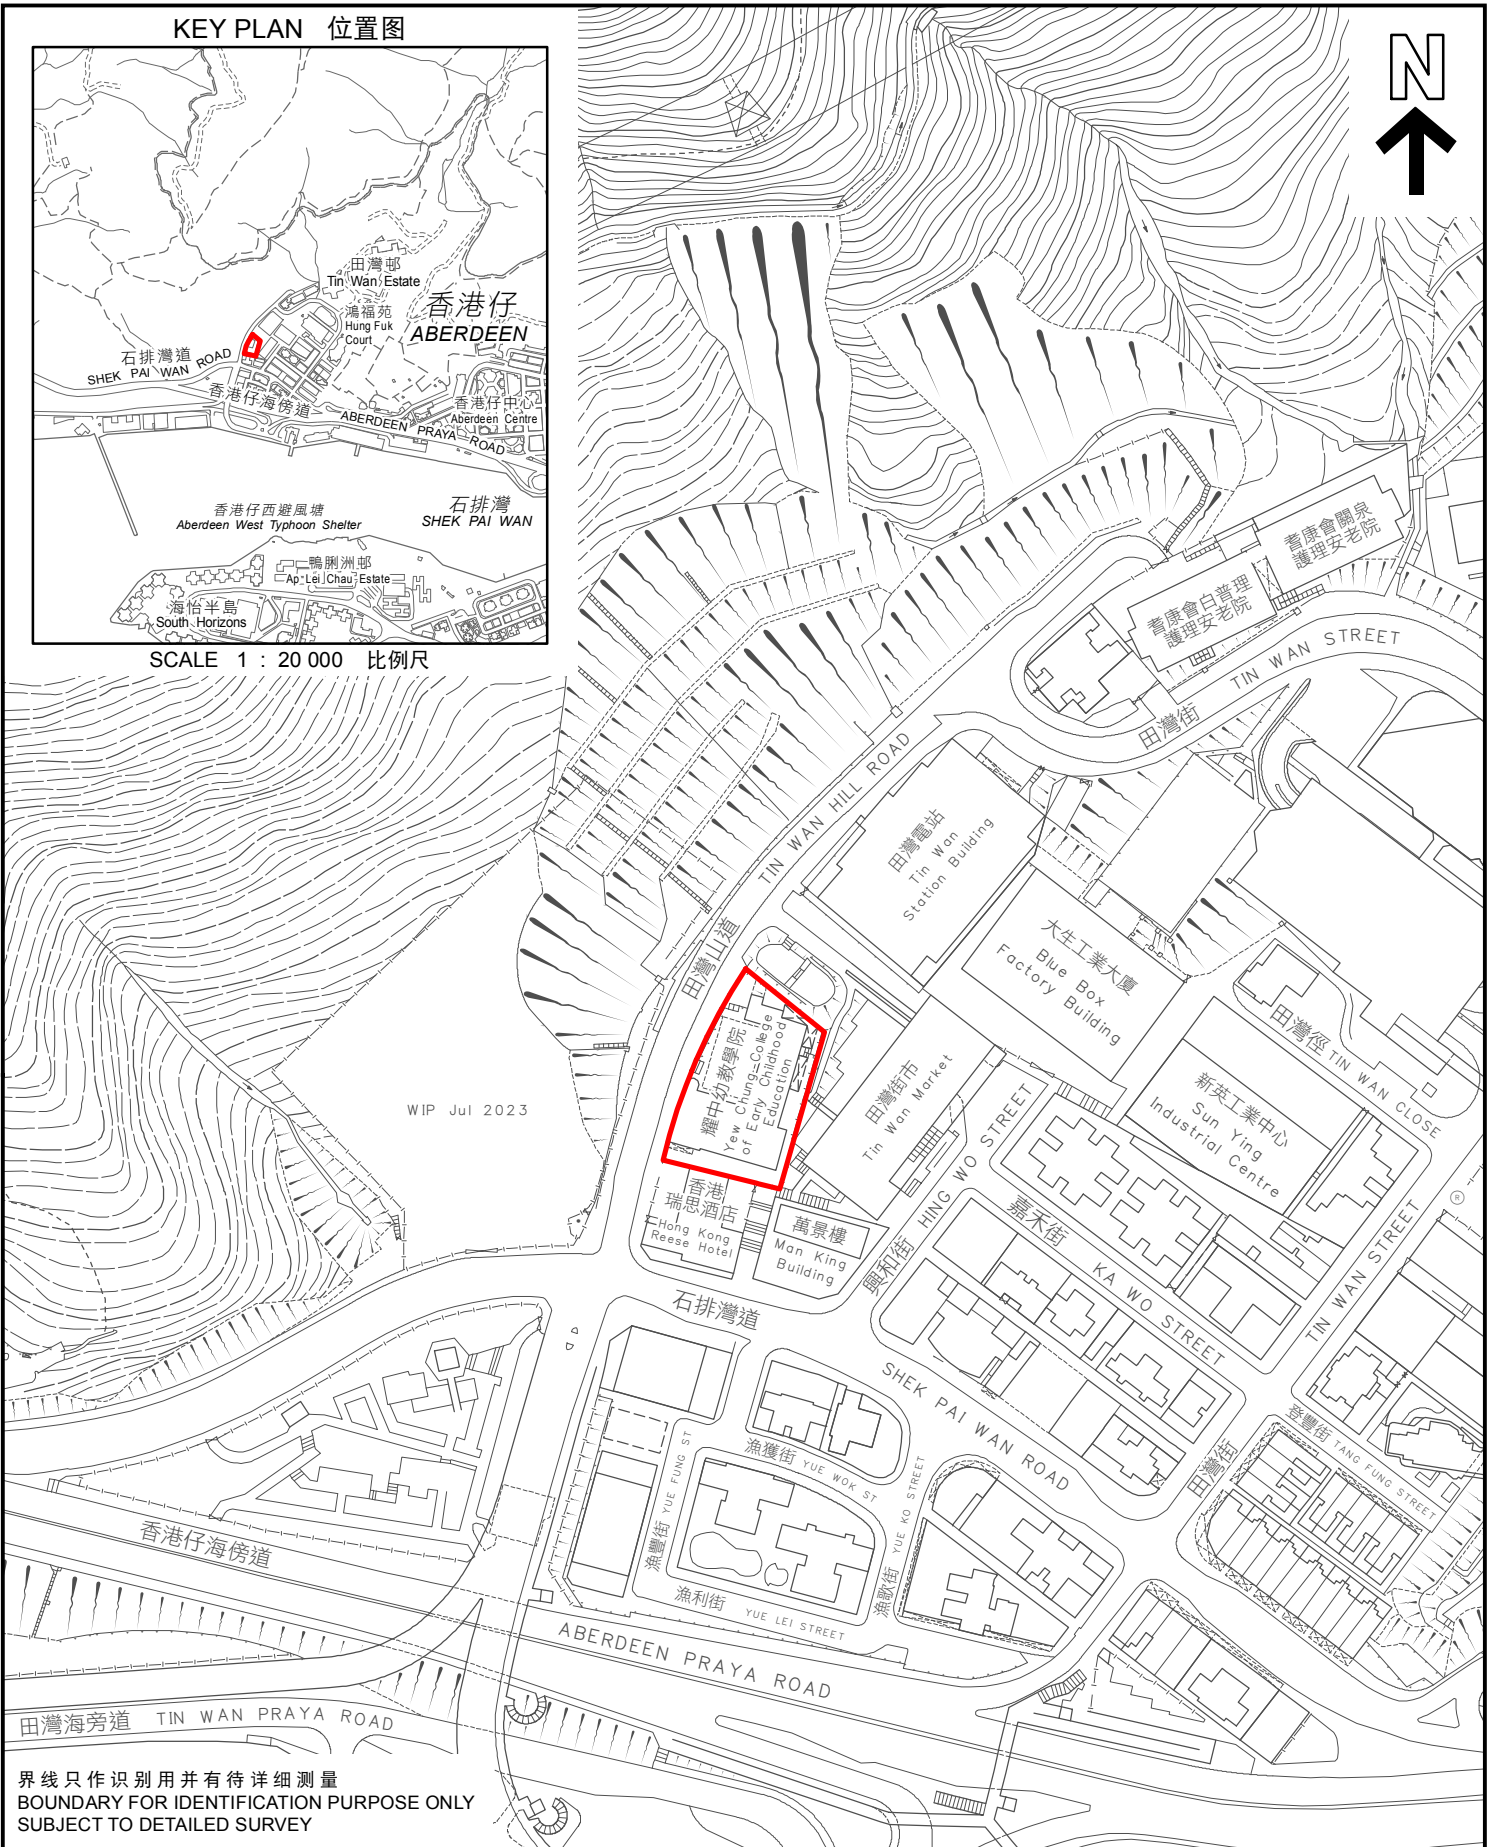 KEY PLAN 位置图
N
田灣邨
Tin Wan Estate
鴻福苑
Hung Fuk
Court
香港仔
ABERDEEN
石排灣道
SHEK PAI WAN ROAD
香港仔海傍道
ABERDEEN PRAYA ROAD
香港仔中心
Aberdeen Centre
香港仔西避風塘
Aberdeen West Typhoon Shelter
石排灣
SHEK PAI WAN
鴨脷洲邨
Ap Lei Chau Estate
海怡半島
South Horizons
SCALE 1 : 20 000 比例尺
耆康會關泉
護理安老院
耆康會白普理
護理安老院
田灣街 TIN WAN STREET
田灣山道 TIN WAN HILL ROAD
田灣電站
Tin Wan
Station Building
大生工業大廈
Blue Box
Factory Building
田灣徑 TIN WAN CLOSE
新英工業中心
Sun Ying
Industrial Centre
耀中幼教學院
Yew Chung College
of Early Childhood
Education
田灣街市
Tin Wan Market
WIP Jul 2023
香港
瑞思酒店
Hong Kong
Reese Hotel
萬景樓
Man King
Building
興和街 HING WO STREET
嘉禾街
KA WO STREET
TIN WAN STREET
R
石排灣道
SHEK PAI WAN ROAD
田灣街
登豐街 TANG FUNG STREET
漁獲街 YUE WOK ST
漁豐街 YUE FUNG ST
漁歌街 YUE KO STREET
漁利街 YUE LEI STREET
香港仔海傍道
ABERDEEN PRAYA ROAD
田灣海旁道 TIN WAN PRAYA ROAD
界线只作识别用并有待详细测量
BOUNDARY FOR IDENTIFICATION PURPOSE ONLY
SUBJECT TO DETAILED SURVEY